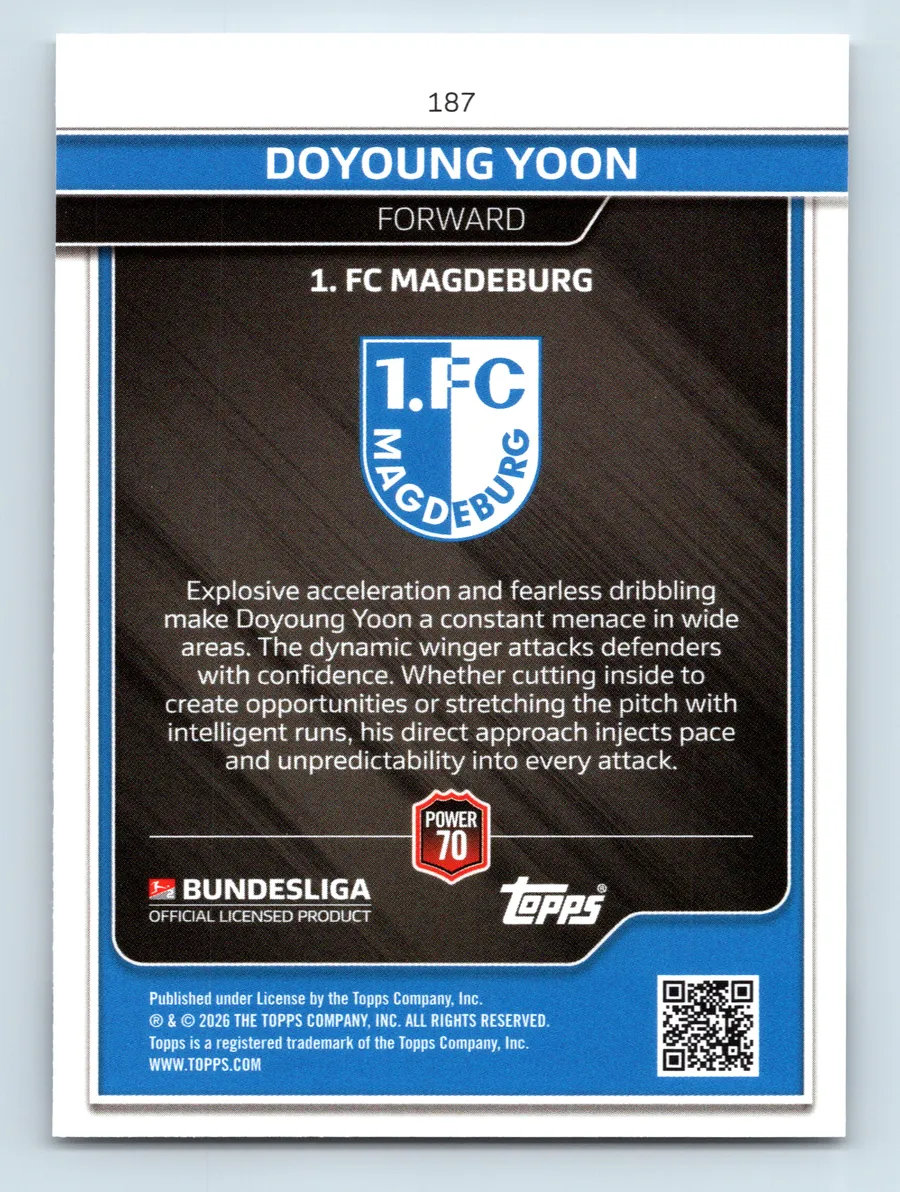 187
DOYOUNG YOON
FORWARD
1. FC MAGDEBURG
1.FC
MAGDEBURG
Explosive acceleration and fearless dribbling
make Doyoung Yoon a constant menace in wide
areas. The dynamic winger attacks defenders
with confidence. Whether cutting inside to
create opportunities or stretching the pitch with
intelligent runs, his direct approach injects pace
and unpredictability into every attack.
POWER
70
2 BUNDESLIGA
OFFICIAL LICENSED PRODUCT
Topps®
Published under License by the Topps Company, Inc.
® & © 2026 THE TOPPS COMPANY, INC. ALL RIGHTS RESERVED.
Topps is a registered trademark of the Topps Company, Inc.
WWW.TOPPS.COM